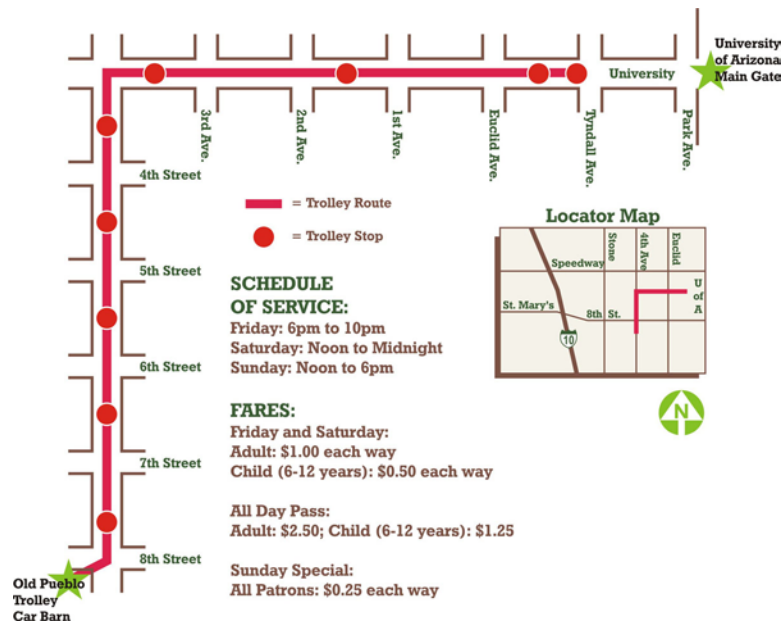 University
of Arizona
Main Gate
University
3rd Ave.
2nd Ave.
1st Ave.
Euclid Ave.
Tyndall Ave.
Park Ave.
4th Street
5th Street
6th Street
7th Street
8th Street
= Trolley Route
= Trolley Stop
Locator Map
Stone
4th Ave
Euclid
Speedway
U
of
A
St. Mary's
8th St.
10
N
SCHEDULE
OF SERVICE:
Friday: 6pm to 10pm
Saturday: Noon to Midnight
Sunday: Noon to 6pm
FARES:
Friday and Saturday:
Adult: $1.00 each way
Child (6-12 years): $0.50 each way
All Day Pass:
Adult: $2.50; Child (6-12 years): $1.25
Sunday Special:
All Patrons: $0.25 each way
Old Pueblo
Trolley
Car Barn